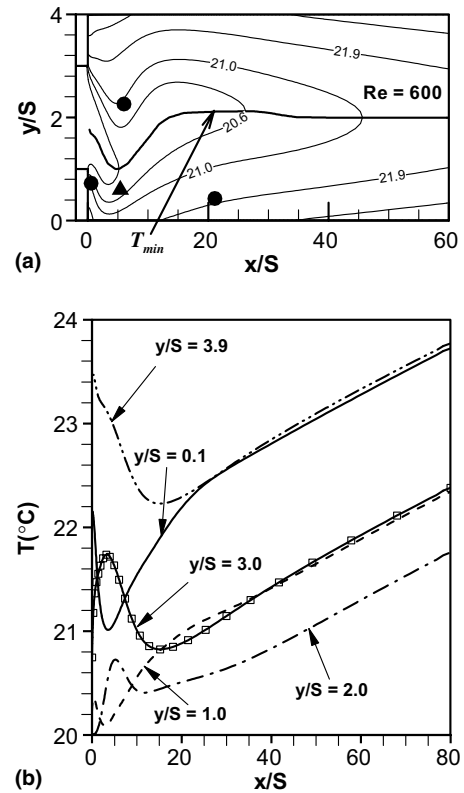 4
3
2
1
0
y/S
21.0
21.9
20.6
21.0
21.9
Re = 600
0
20
40
60
T_min
x/S
(a)
24
23
22
21
20
T(°C)
y/S = 3.9
y/S = 0.1
y/S = 3.0
y/S = 1.0
y/S = 2.0
0
20
40
60
80
x/S
(b)